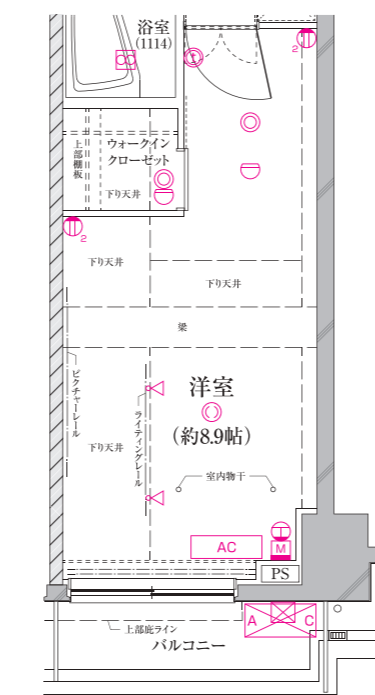 浴室
(1114)
2
ウォークイン
クローゼット
上部棚板
下り天井
2
下り天井
下り天井
梁
ピクチャーレール
ライティングレール
洋室
(約8.9帖)
下り天井
室内物干
AC
M
PS
A C
上部庇ライン
バルコニー